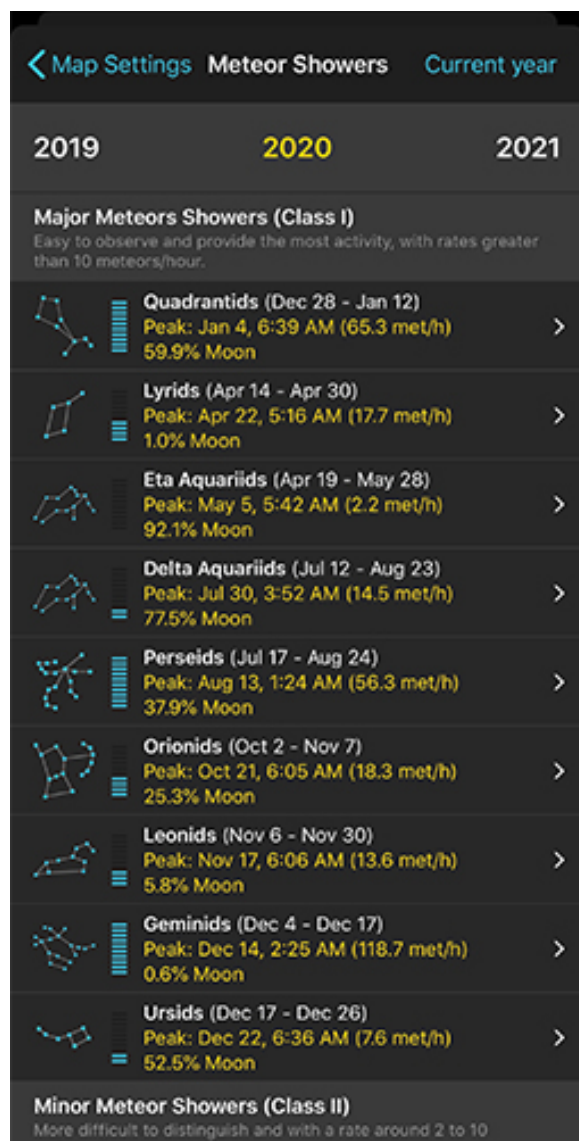 Map Settings Meteor Showers Current year
2019 2020 2021
Major Meteors Showers (Class I)
Easy to observe and provide the most activity, with rates greater
than 10 meteors/hour.
Quadrantids (Dec 28 - Jan 12)
Peak: Jan 4, 6:39 AM (65.3 met/h)
59.9% Moon
Lyrids (Apr 14 - Apr 30)
Peak: Apr 22, 5:16 AM (17.7 met/h)
1.0% Moon
Eta Aquariids (Apr 19 - May 28)
Peak: May 5, 5:42 AM (2.2 met/h)
92.1% Moon
Delta Aquariids (Jul 12 - Aug 23)
Peak: Jul 30, 3:52 AM (14.5 met/h)
77.5% Moon
Perseids (Jul 17 - Aug 24)
Peak: Aug 13, 1:24 AM (56.3 met/h)
37.9% Moon
Orionids (Oct 2 - Nov 7)
Peak: Oct 21, 6:05 AM (18.3 met/h)
25.3% Moon
Leonids (Nov 6 - Nov 30)
Peak: Nov 17, 6:06 AM (13.6 met/h)
5.8% Moon
Geminids (Dec 4 - Dec 17)
Peak: Dec 14, 2:25 AM (118.7 met/h)
0.6% Moon
Ursids (Dec 17 - Dec 26)
Peak: Dec 22, 6:36 AM (7.6 met/h)
52.5% Moon
Minor Meteor Showers (Class II)
More difficult to distinguish and with a rate around 2 to 10